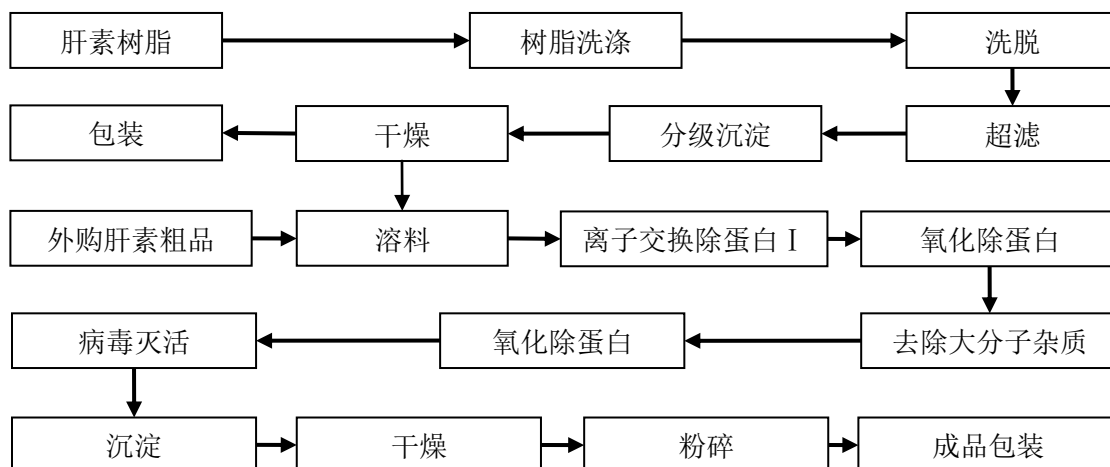 肝素树脂
树脂洗涤
洗脱
包装
干燥
分级沉淀
超滤
外购肝素粗品
溶料
离子交换除蛋白Ⅰ
氧化除蛋白
病毒灭活
氧化除蛋白
去除大分子杂质
沉淀
干燥
粉碎
成品包装